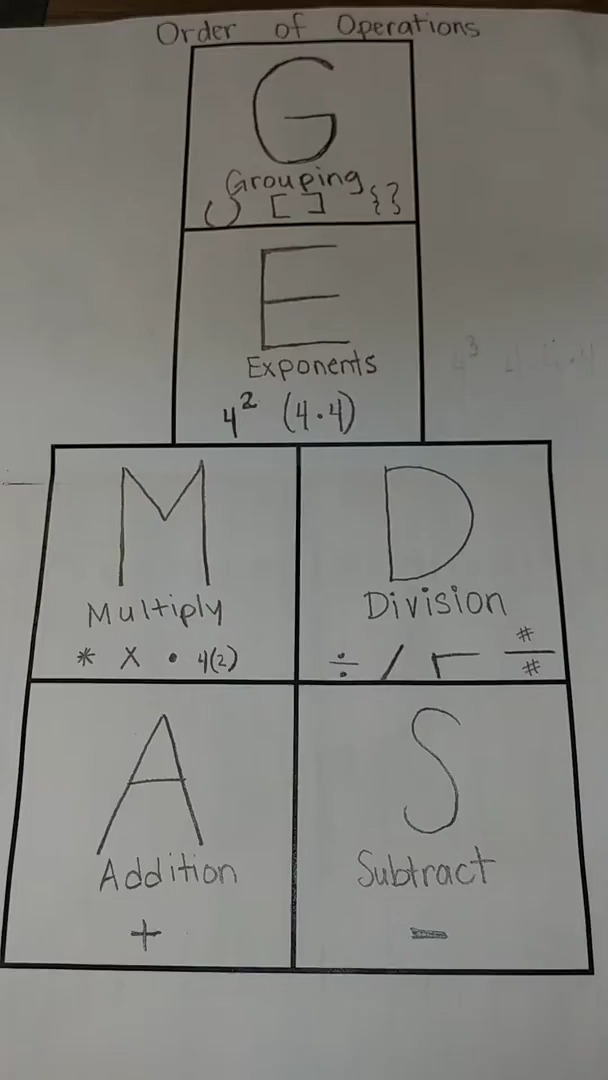 Order of Operations
G
Grouping
() [ ] { }
E
Exponents
4² (4·4)
M
Multiply
* X • 4(2)
D
Division
÷ / ⟌ #/#
A
Addition
+
S
Subtract
-